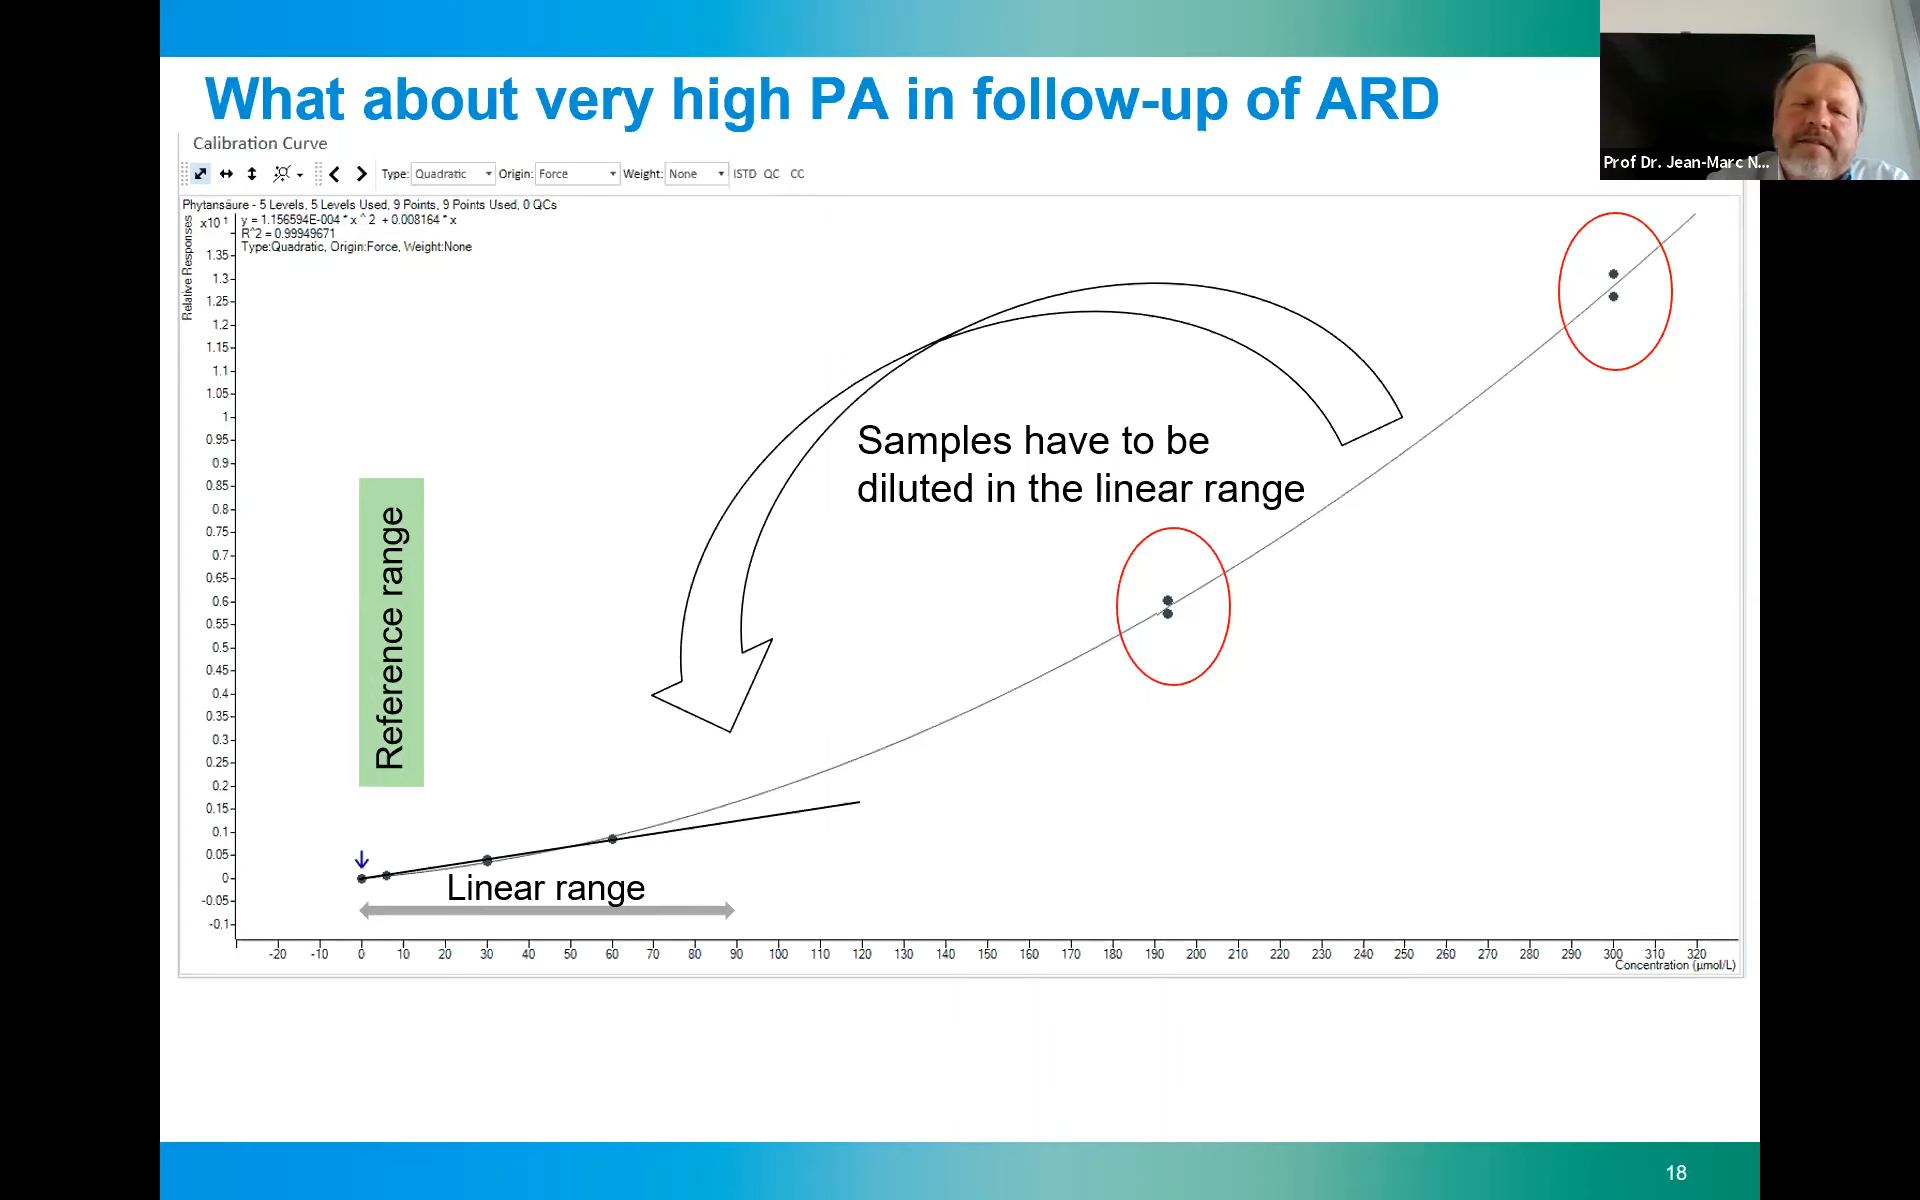 What about very high PA in follow-up of ARD
Prof Dr. Jean-Marc N...
Calibration Curve
Type: Quadratic Origin: Force Weight: None ISTD QC CC
Phytansäure - 5 Levels, 5 Levels Used, 9 Points, 9 Points Used, 0 QCs
y = 1.156594E-004 * x ^ 2 + 0.008164 * x
R^2 = 0.99949671
Type:Quadratic, Origin:Force, Weight:None
Relative Responses
x10 1
1.35
1.3
1.25
1.2
1.15
1.1
1.05
1
0.95
0.9
0.85
0.8
0.75
0.7
0.65
0.6
0.55
0.5
0.45
0.4
0.35
0.3
0.25
0.2
0.15
0.1
0.05
0
-0.05
-0.1
Samples have to be
diluted in the linear range
Reference range
Linear range
-20 -10 0 10 20 30 40 50 60 70 80 90 100 110 120 130 140 150 160 170 180 190 200 210 220 230 240 250 260 270 280 290 300 310 320
Concentration (µmol/L)
18